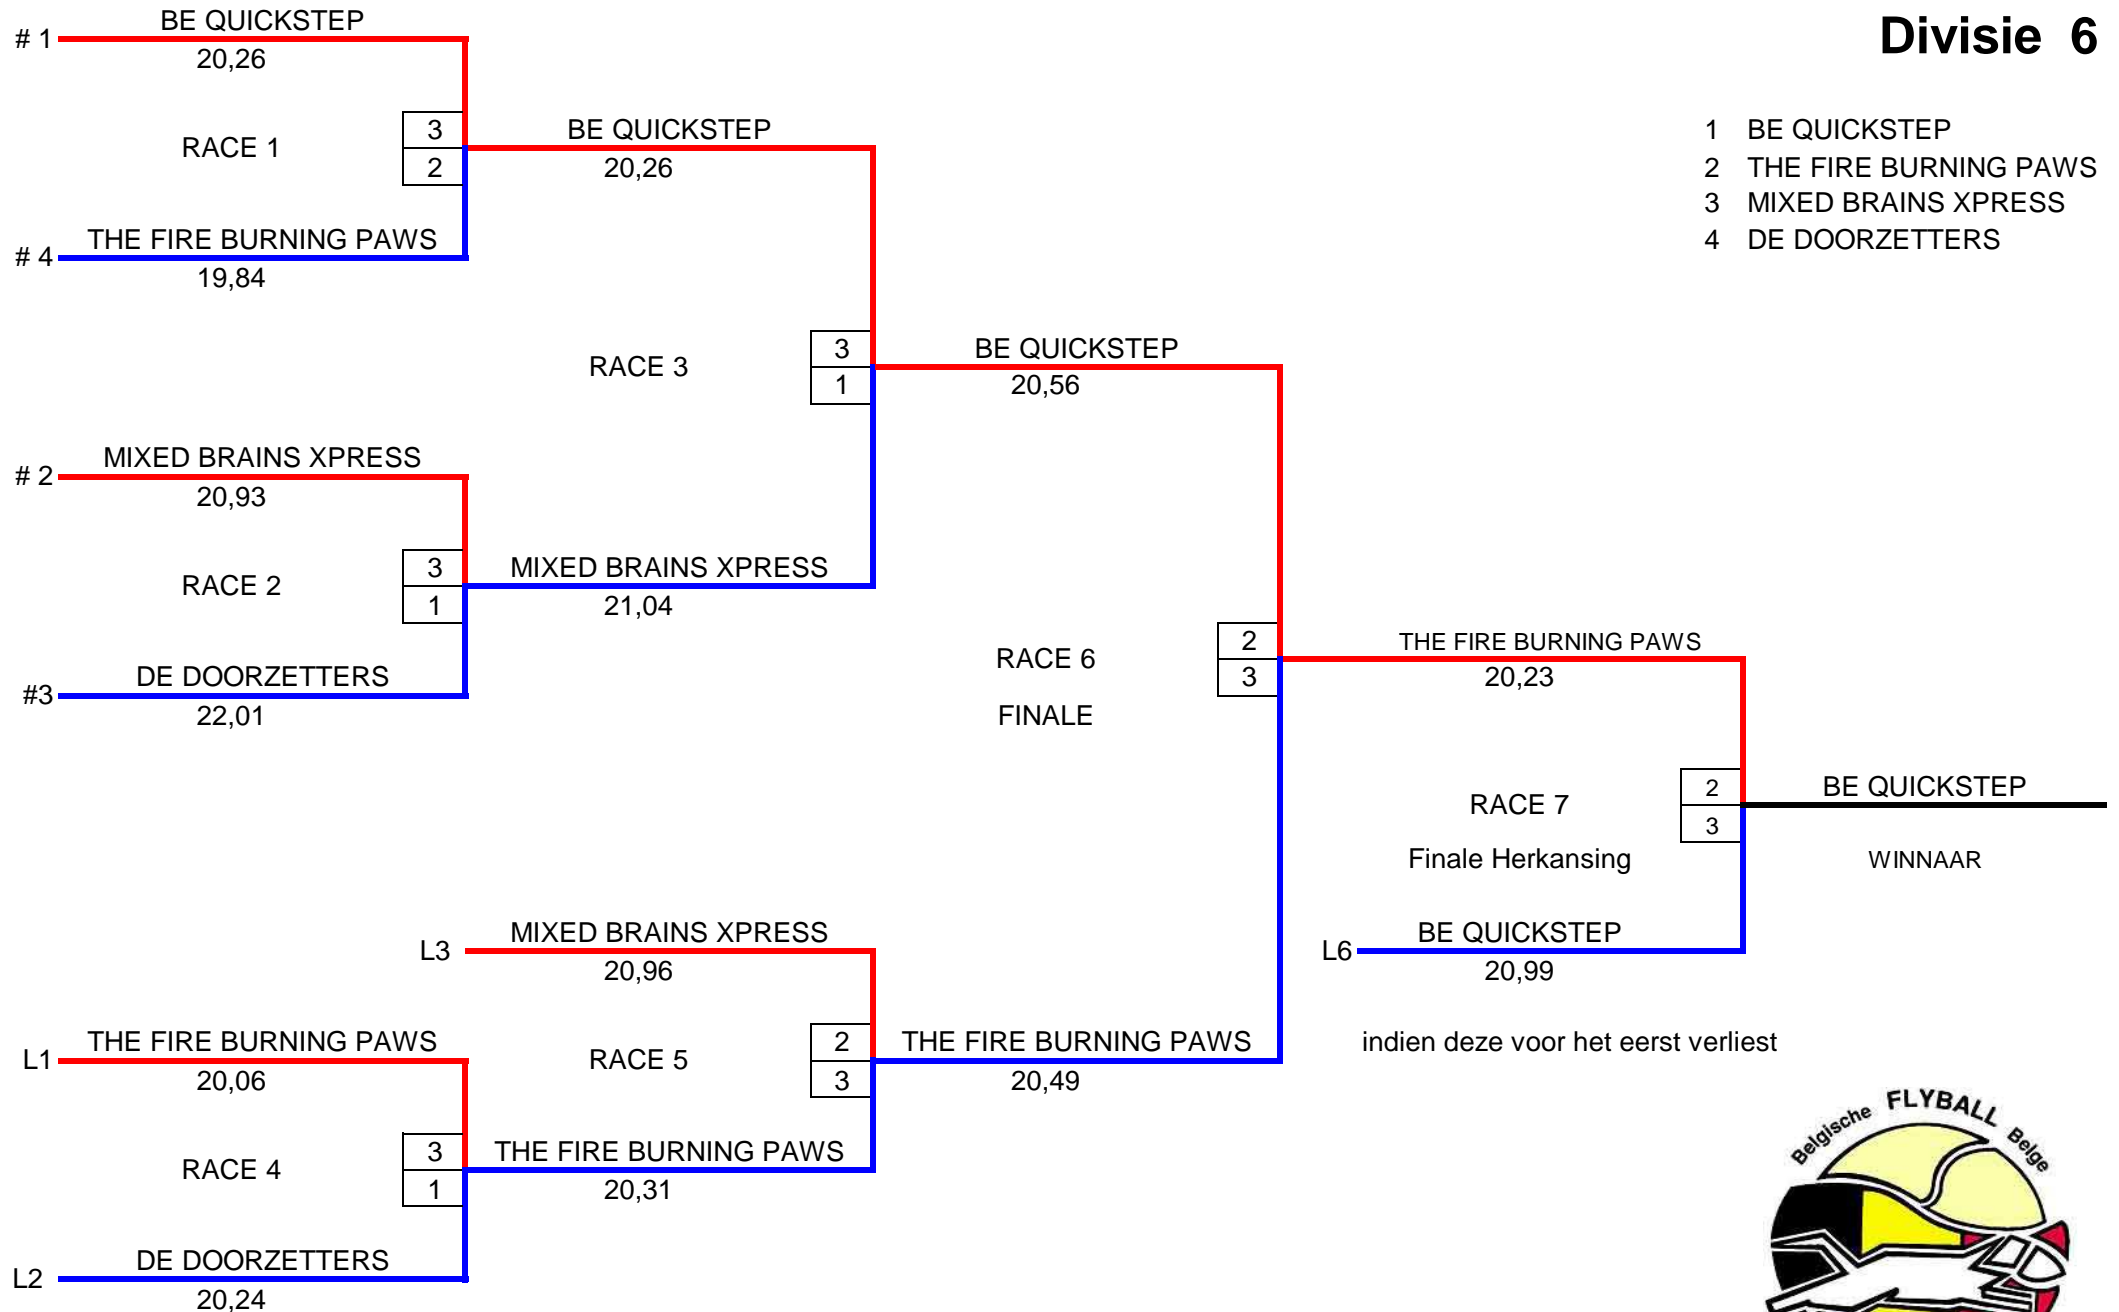 Divisie 6
1 BE QUICKSTEP
2 THE FIRE BURNING PAWS
3 MIXED BRAINS XPRESS
4 DE DOORZETTERS
# 1 BE QUICKSTEP
20,26
RACE 1
3
2
# 4 THE FIRE BURNING PAWS
19,84
# 2 MIXED BRAINS XPRESS
20,93
RACE 2
3
1
#3 DE DOORZETTERS
22,01
BE QUICKSTEP
20,26
RACE 3
3
1
MIXED BRAINS XPRESS
21,04
L1 THE FIRE BURNING PAWS
20,06
RACE 4
3
1
L2 DE DOORZETTERS
20,24
L3 MIXED BRAINS XPRESS
20,96
RACE 5
2
3
THE FIRE BURNING PAWS
20,31
BE QUICKSTEP
20,56
RACE 6
2
3
FINALE
THE FIRE BURNING PAWS
20,49
THE FIRE BURNING PAWS
20,23
RACE 7
2
3
Finale Herkansing
L6 BE QUICKSTEP
20,99
indien deze voor het eerst verliest
BE QUICKSTEP
WINNAAR
Belgische FLYBALL Belge